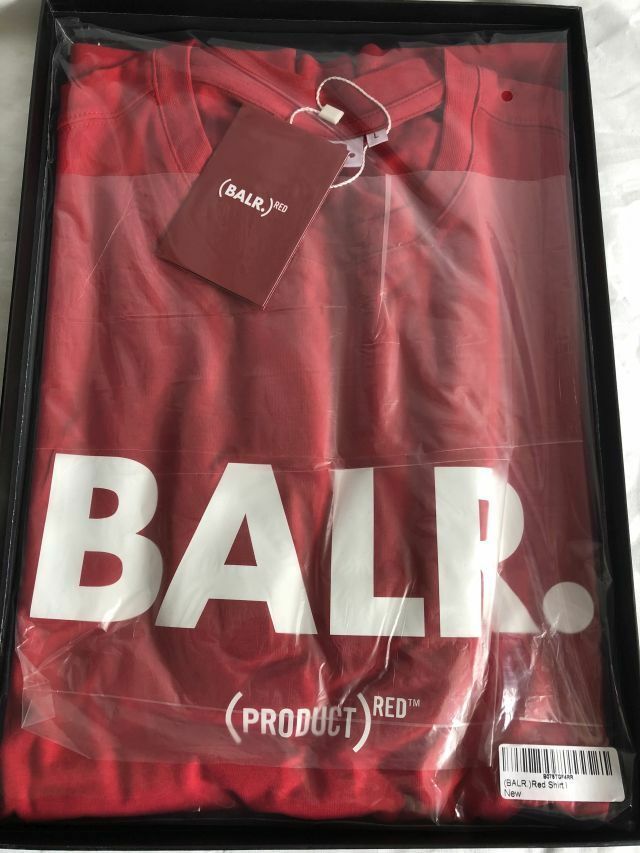 L
(BALR.) RED
BALR.
(PRODUCT) RED™
(BALR.)Red Shirt l
New